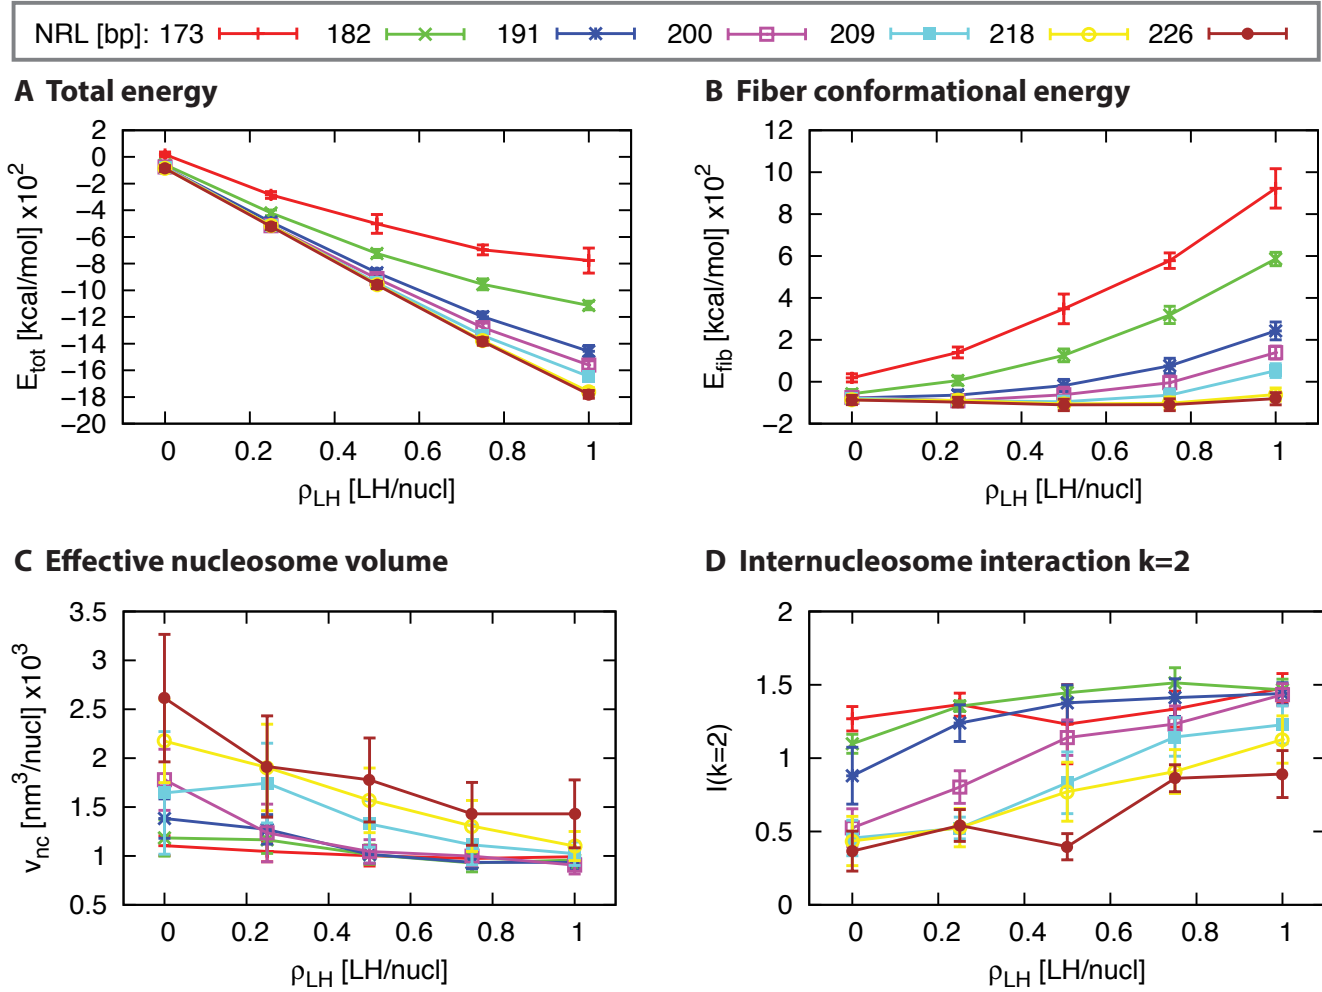 NRL [bp]: 173 182 191 200 209 218 226
A Total energy
B Fiber conformational energy
2
0
−2
−4
−6
−8
−10
−12
−14
−16
−18
−20
E_tot [kcal/mol] x10^2
0 0.2 0.4 0.6 0.8 1
ρ_LH [LH/nucl]
12
10
8
6
4
2
0
−2
E_fib [kcal/mol] x10^2
0 0.2 0.4 0.6 0.8 1
ρ_LH [LH/nucl]
C Effective nucleosome volume
D Internucleosome interaction k=2
3.5
3
2.5
2
1.5
1
0.5
v_nc [nm^3/nucl] x10^3
0 0.2 0.4 0.6 0.8 1
ρ_LH [LH/nucl]
2
1.5
1
0.5
0
I(k=2)
0 0.2 0.4 0.6 0.8 1
ρ_LH [LH/nucl]